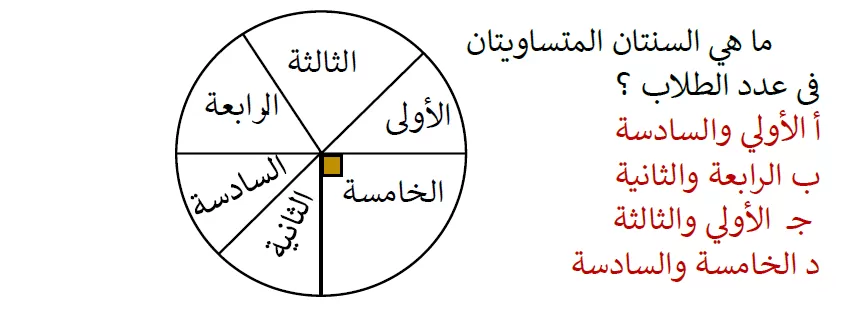 ما هي السنتان المتساويتان
فى عدد الطلاب ؟
أ الأولي والسادسة
ب الرابعة والثانية
جـ الأولي والثالثة
د الخامسة والسادسة
الثالثة
الأولى
الرابعة
السادسة
الثانية
الخامسة